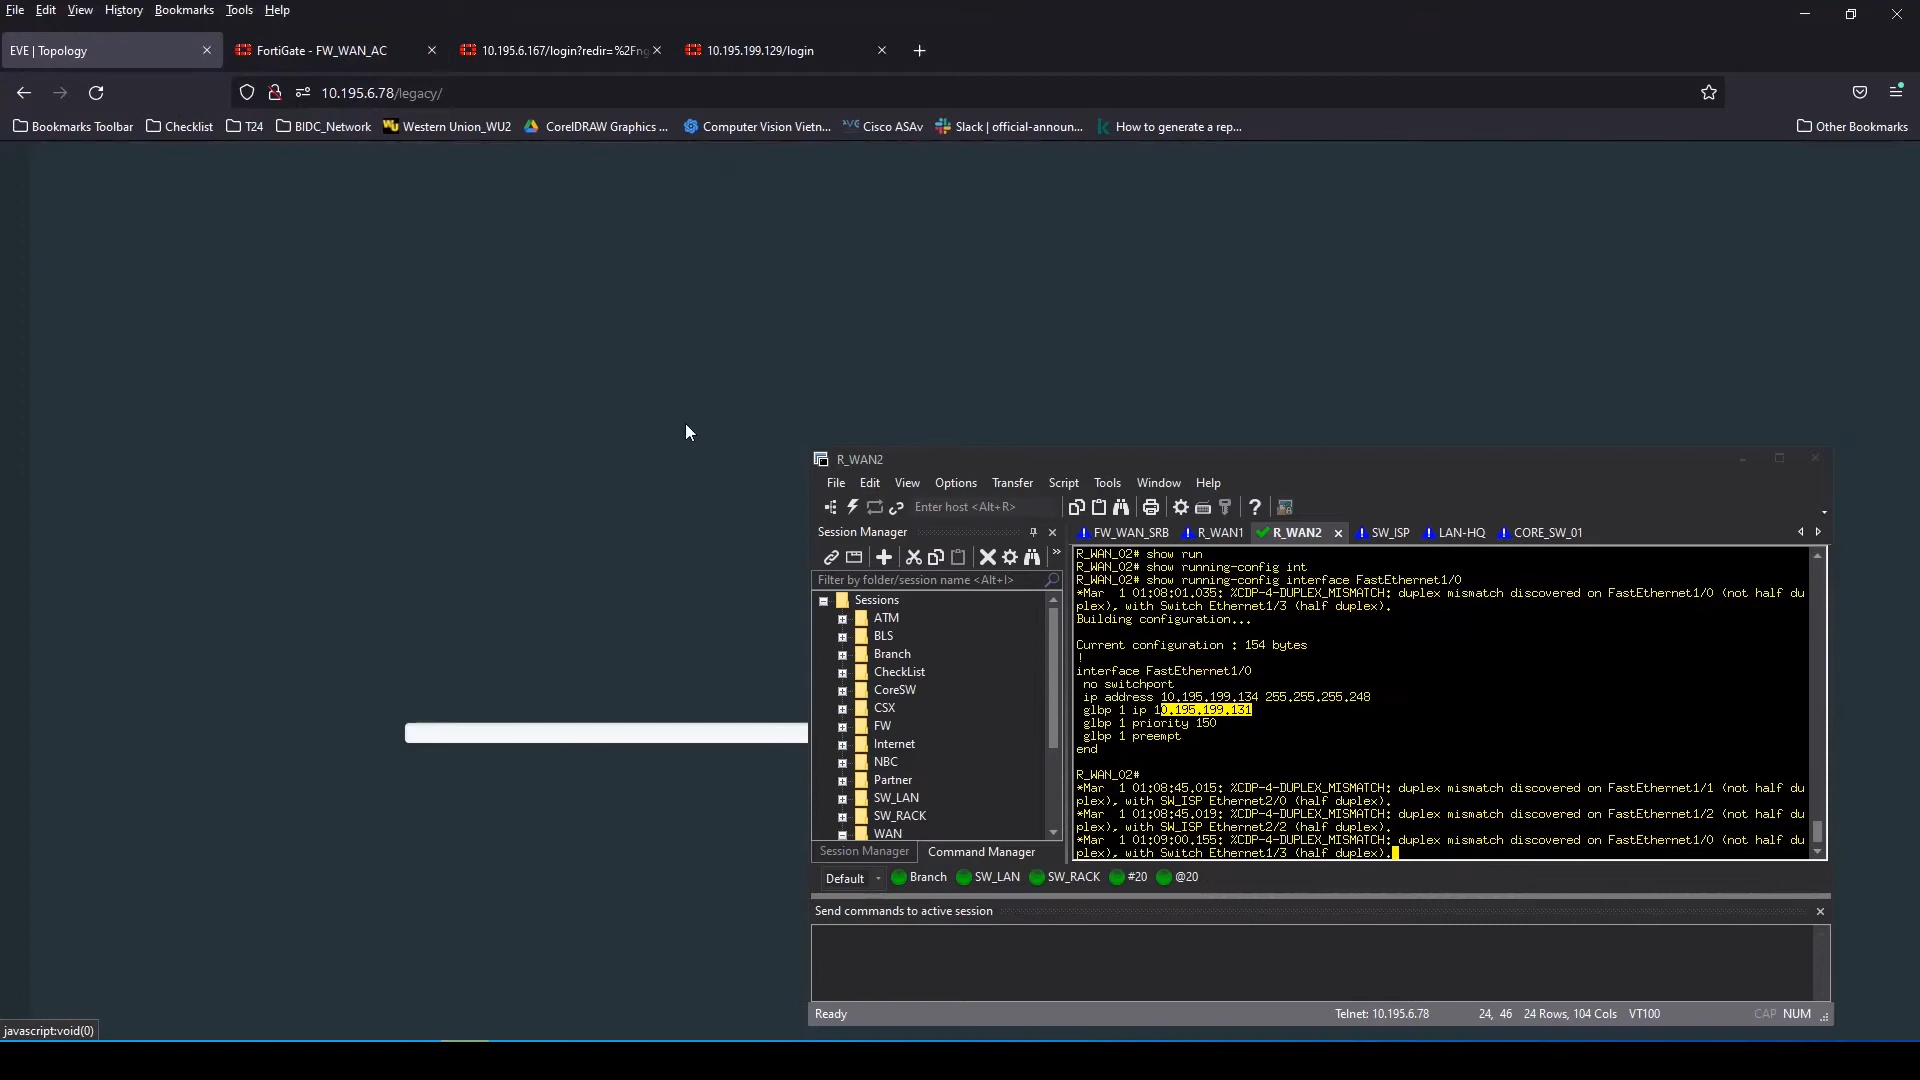 File Edit View History Bookmarks Tools Help
EVE | Topology
FortiGate - FW_WAN_AC
10.195.6.167/login?redir=%2Fng
10.195.199.129/login
10.195.6.78/legacy/
Bookmarks Toolbar Checklist T24 BIDC_Network Western Union_WU2 CorelDRAW Graphics ... Computer Vision Vietn... Cisco ASAv Slack | official-announ... How to generate a rep... Other Bookmarks
R_WAN2
File Edit View Options Transfer Script Tools Window Help
Enter host <Alt+R>
Session Manager
FW_WAN_SRB R_WAN1 R_WAN2 SW_ISP LAN-HQ CORE_SW_01
Filter by folder/session name <Alt+I>
Sessions
ATM
BLS
Branch
CheckList
CoreSW
CSX
FW
Internet
NBC
Partner
SW_LAN
SW_RACK
WAN
Session Manager Command Manager
R_WAN_02# show run
R_WAN_02# show running-config int
R_WAN_02# show running-config interface FastEthernet1/0
*Mar  1 01:08:01.035: %CDP-4-DUPLEX_MISMATCH: duplex mismatch discovered on FastEthernet1/0 (not half du
plex), with Switch Ethernet1/3 (half duplex).
Building configuration...
Current configuration : 154 bytes
!
interface FastEthernet1/0
no switchport
ip address 10.195.199.134 255.255.255.248
glbp 1 ip 10.195.199.131
glbp 1 priority 150
glbp 1 preempt
end
R_WAN_02#
*Mar  1 01:08:45.015: %CDP-4-DUPLEX_MISMATCH: duplex mismatch discovered on FastEthernet1/1 (not half du
plex), with SW_ISP Ethernet2/0 (half duplex).
*Mar  1 01:08:45.019: %CDP-4-DUPLEX_MISMATCH: duplex mismatch discovered on FastEthernet1/2 (not half du
plex), with SW_ISP Ethernet2/2 (half duplex).
*Mar  1 01:09:00.155: %CDP-4-DUPLEX_MISMATCH: duplex mismatch discovered on FastEthernet1/0 (not half du
plex), with Switch Ethernet1/3 (half duplex).
Default Branch SW_LAN SW_RACK #20 @20
Send commands to active session
Ready Telnet: 10.195.6.78 24, 46 24 Rows, 104 Cols VT100 CAP NUM
javascript:void(0)